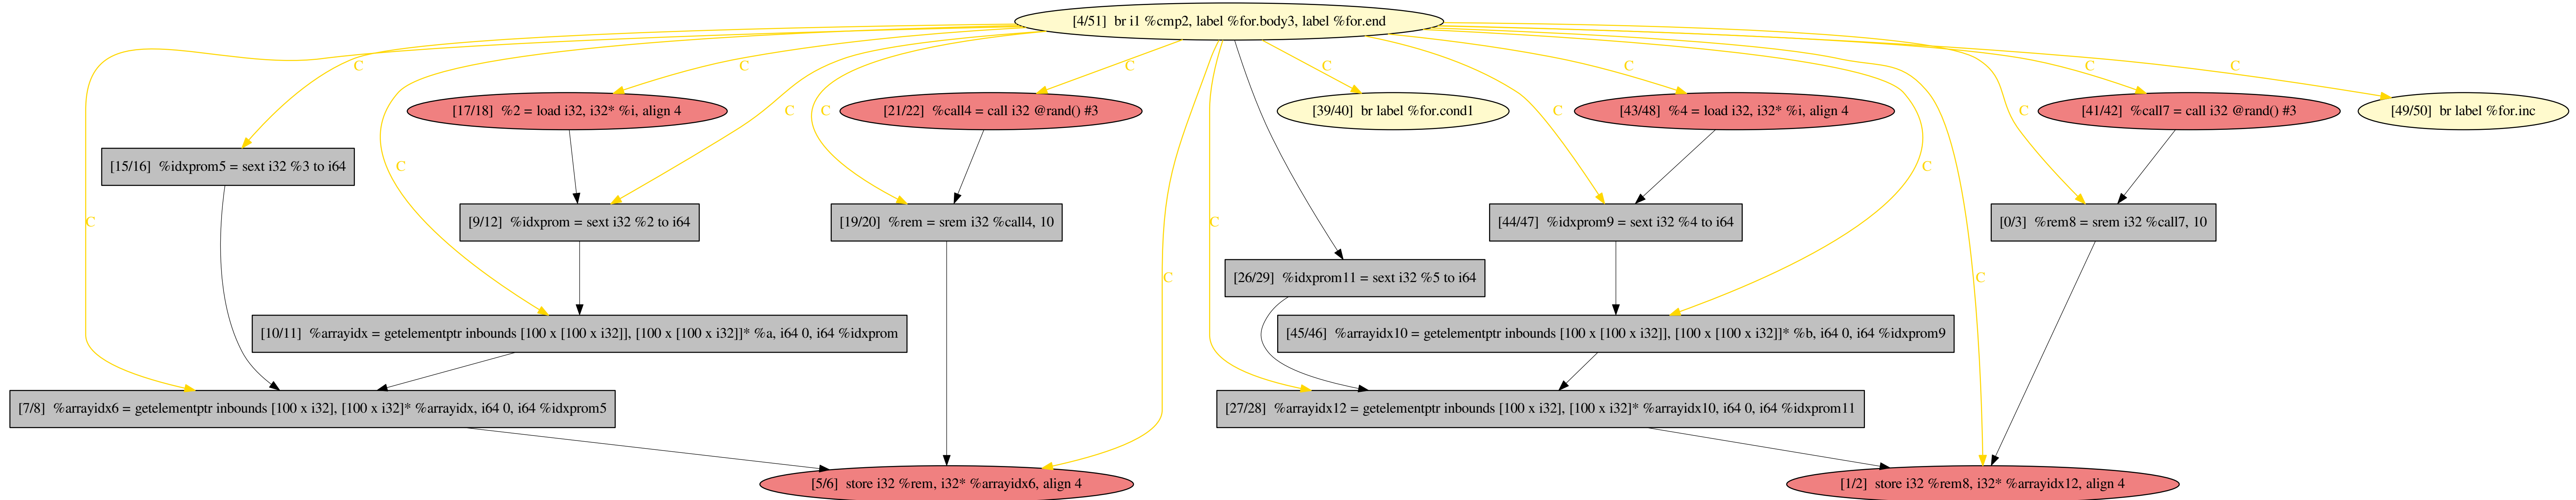 [4/51]  br i1 %cmp2, label %for.body3, label %for.end
C
C
C
C
C
C
C
C
[17/18]  %2 = load i32, i32* %i, align 4
C
C
[21/22]  %call4 = call i32 @rand() #3
[39/40]  br label %for.cond1
C
[43/48]  %4 = load i32, i32* %i, align 4
[41/42]  %call7 = call i32 @rand() #3
[49/50]  br label %for.inc
[15/16]  %idxprom5 = sext i32 %3 to i64
C
C
C
[9/12]  %idxprom = sext i32 %2 to i64
[19/20]  %rem = srem i32 %call4, 10
C
[44/47]  %idxprom9 = sext i32 %4 to i64
[0/3]  %rem8 = srem i32 %call7, 10
C
[26/29]  %idxprom11 = sext i32 %5 to i64
C
[10/11]  %arrayidx = getelementptr inbounds [100 x [100 x i32]], [100 x [100 x i32]]* %a, i64 0, i64 %idxprom
[45/46]  %arrayidx10 = getelementptr inbounds [100 x [100 x i32]], [100 x [100 x i32]]* %b, i64 0, i64 %idxprom9
[7/8]  %arrayidx6 = getelementptr inbounds [100 x i32], [100 x i32]* %arrayidx, i64 0, i64 %idxprom5
[27/28]  %arrayidx12 = getelementptr inbounds [100 x i32], [100 x i32]* %arrayidx10, i64 0, i64 %idxprom11
[5/6]  store i32 %rem, i32* %arrayidx6, align 4
[1/2]  store i32 %rem8, i32* %arrayidx12, align 4